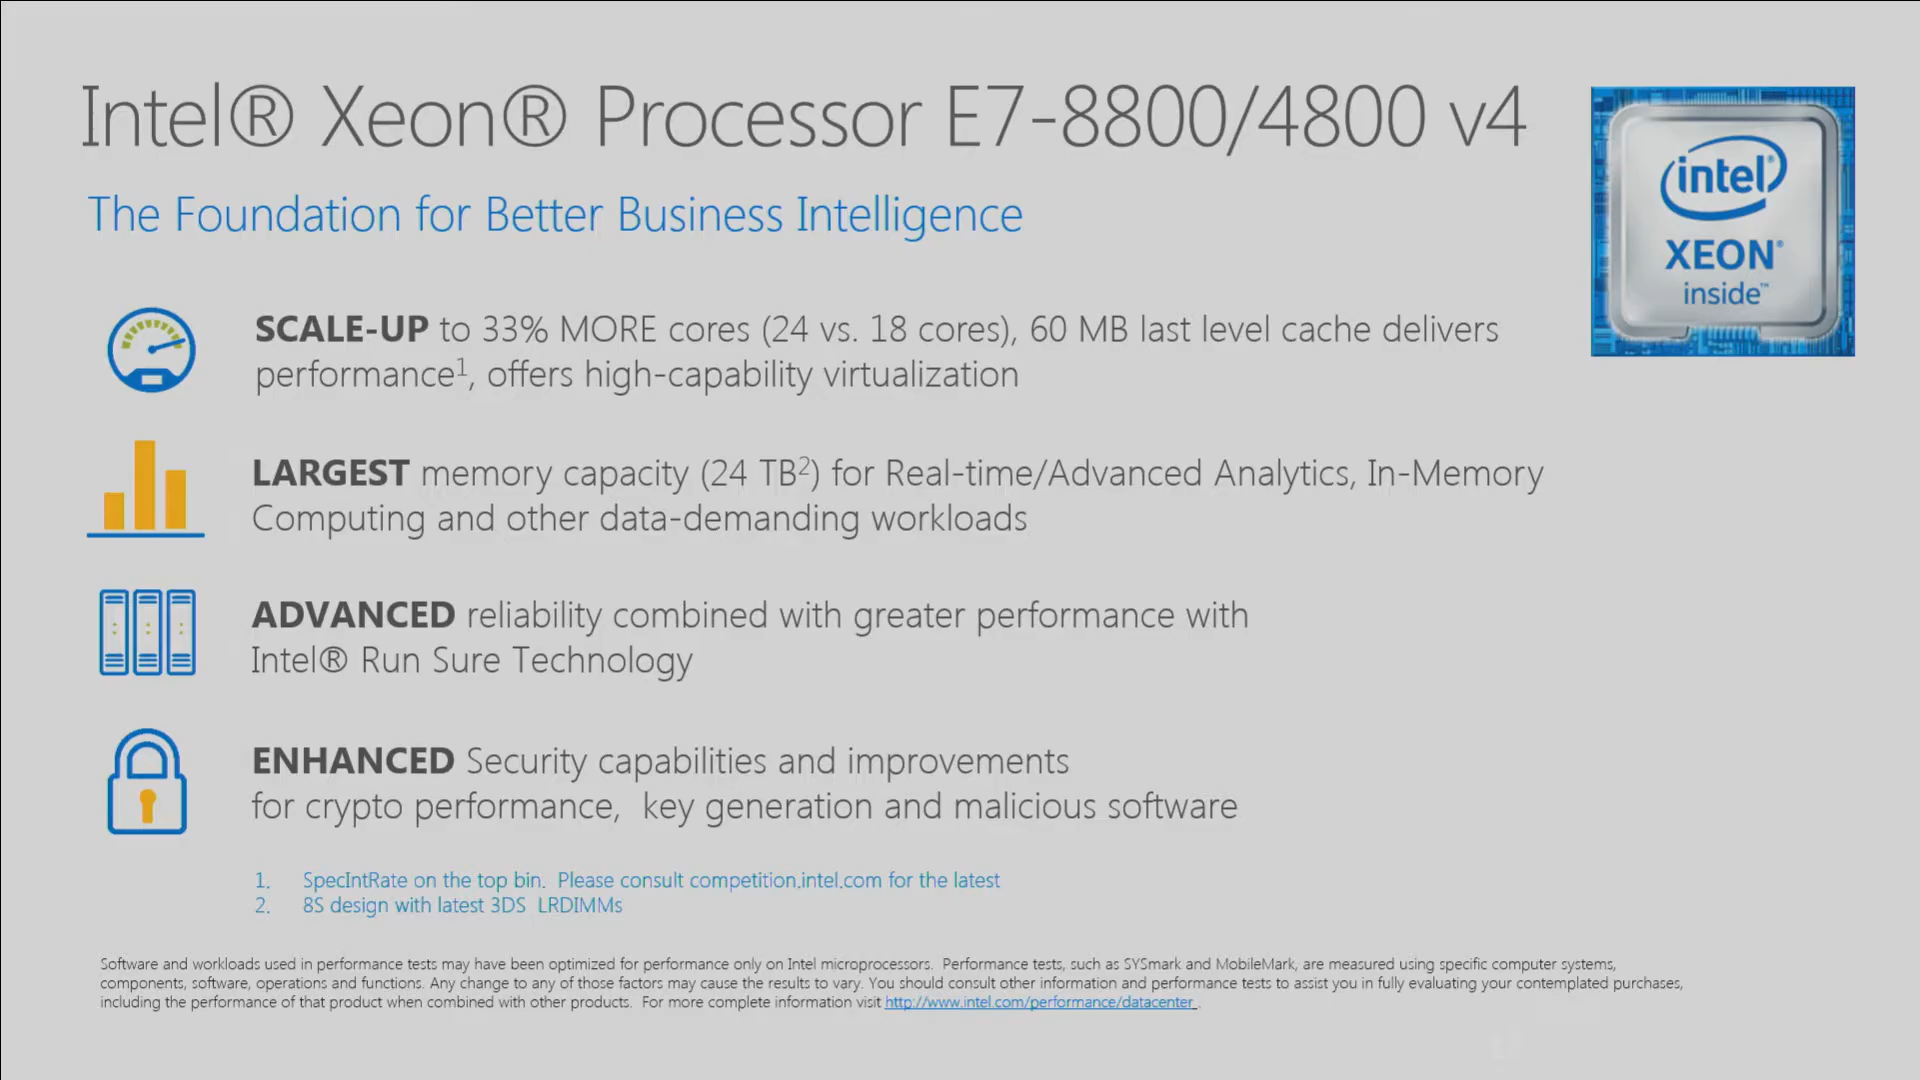 Intel® Xeon® Processor E7-8800/4800 v4
The Foundation for Better Business Intelligence
intel®
XEON®
inside™
SCALE-UP to 33% MORE cores (24 vs. 18 cores), 60 MB last level cache delivers
performance¹, offers high-capability virtualization
LARGEST memory capacity (24 TB²) for Real-time/Advanced Analytics, In-Memory
Computing and other data-demanding workloads
ADVANCED reliability combined with greater performance with
Intel® Run Sure Technology
ENHANCED Security capabilities and improvements
for crypto performance,  key generation and malicious software
1. SpecIntRate on the top bin.  Please consult competition.intel.com for the latest
2. 8S design with latest 3DS  LRDIMMs
Software and workloads used in performance tests may have been optimized for performance only on Intel microprocessors.  Performance tests, such as SYSmark and MobileMark, are measured using specific computer systems,
components, software, operations and functions. Any change to any of those factors may cause the results to vary. You should consult other information and performance tests to assist you in fully evaluating your contemplated purchases,
including the performance of that product when combined with other products.  For more complete information visit http://www.intel.com/performance/datacenter .